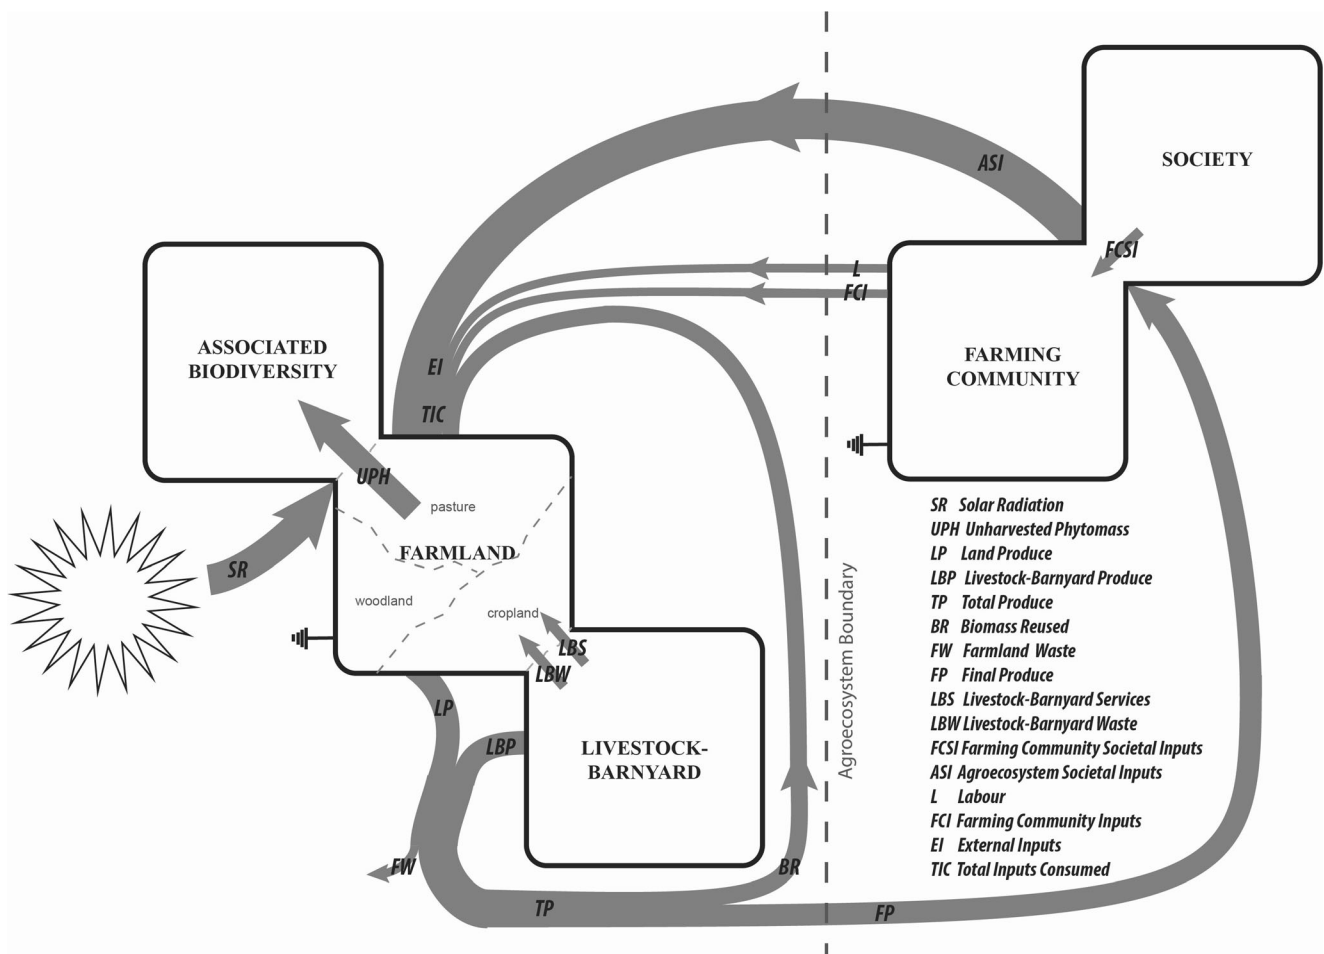 ASI
SOCIETY
FCSI
L
FCI
ASSOCIATED
BIODIVERSITY
EI
TIC
FARMING
COMMUNITY
UPH
pasture
FARMLAND
SR
woodland
cropland
LBS
LBW
LP
LBP
LIVESTOCK-
BARNYARD
FW
BR
TP
FP
Agroecosystem Boundary
SR Solar Radiation
UPH Unharvested Phytomass
LP Land Produce
LBP Livestock-Barnyard Produce
TP Total Produce
BR Biomass Reused
FW Farmland Waste
FP Final Produce
LBS Livestock-Barnyard Services
LBW Livestock-Barnyard Waste
FCSI Farming Community Societal Inputs
ASI Agroecosystem Societal Inputs
L Labour
FCI Farming Community Inputs
EI External Inputs
TIC Total Inputs Consumed